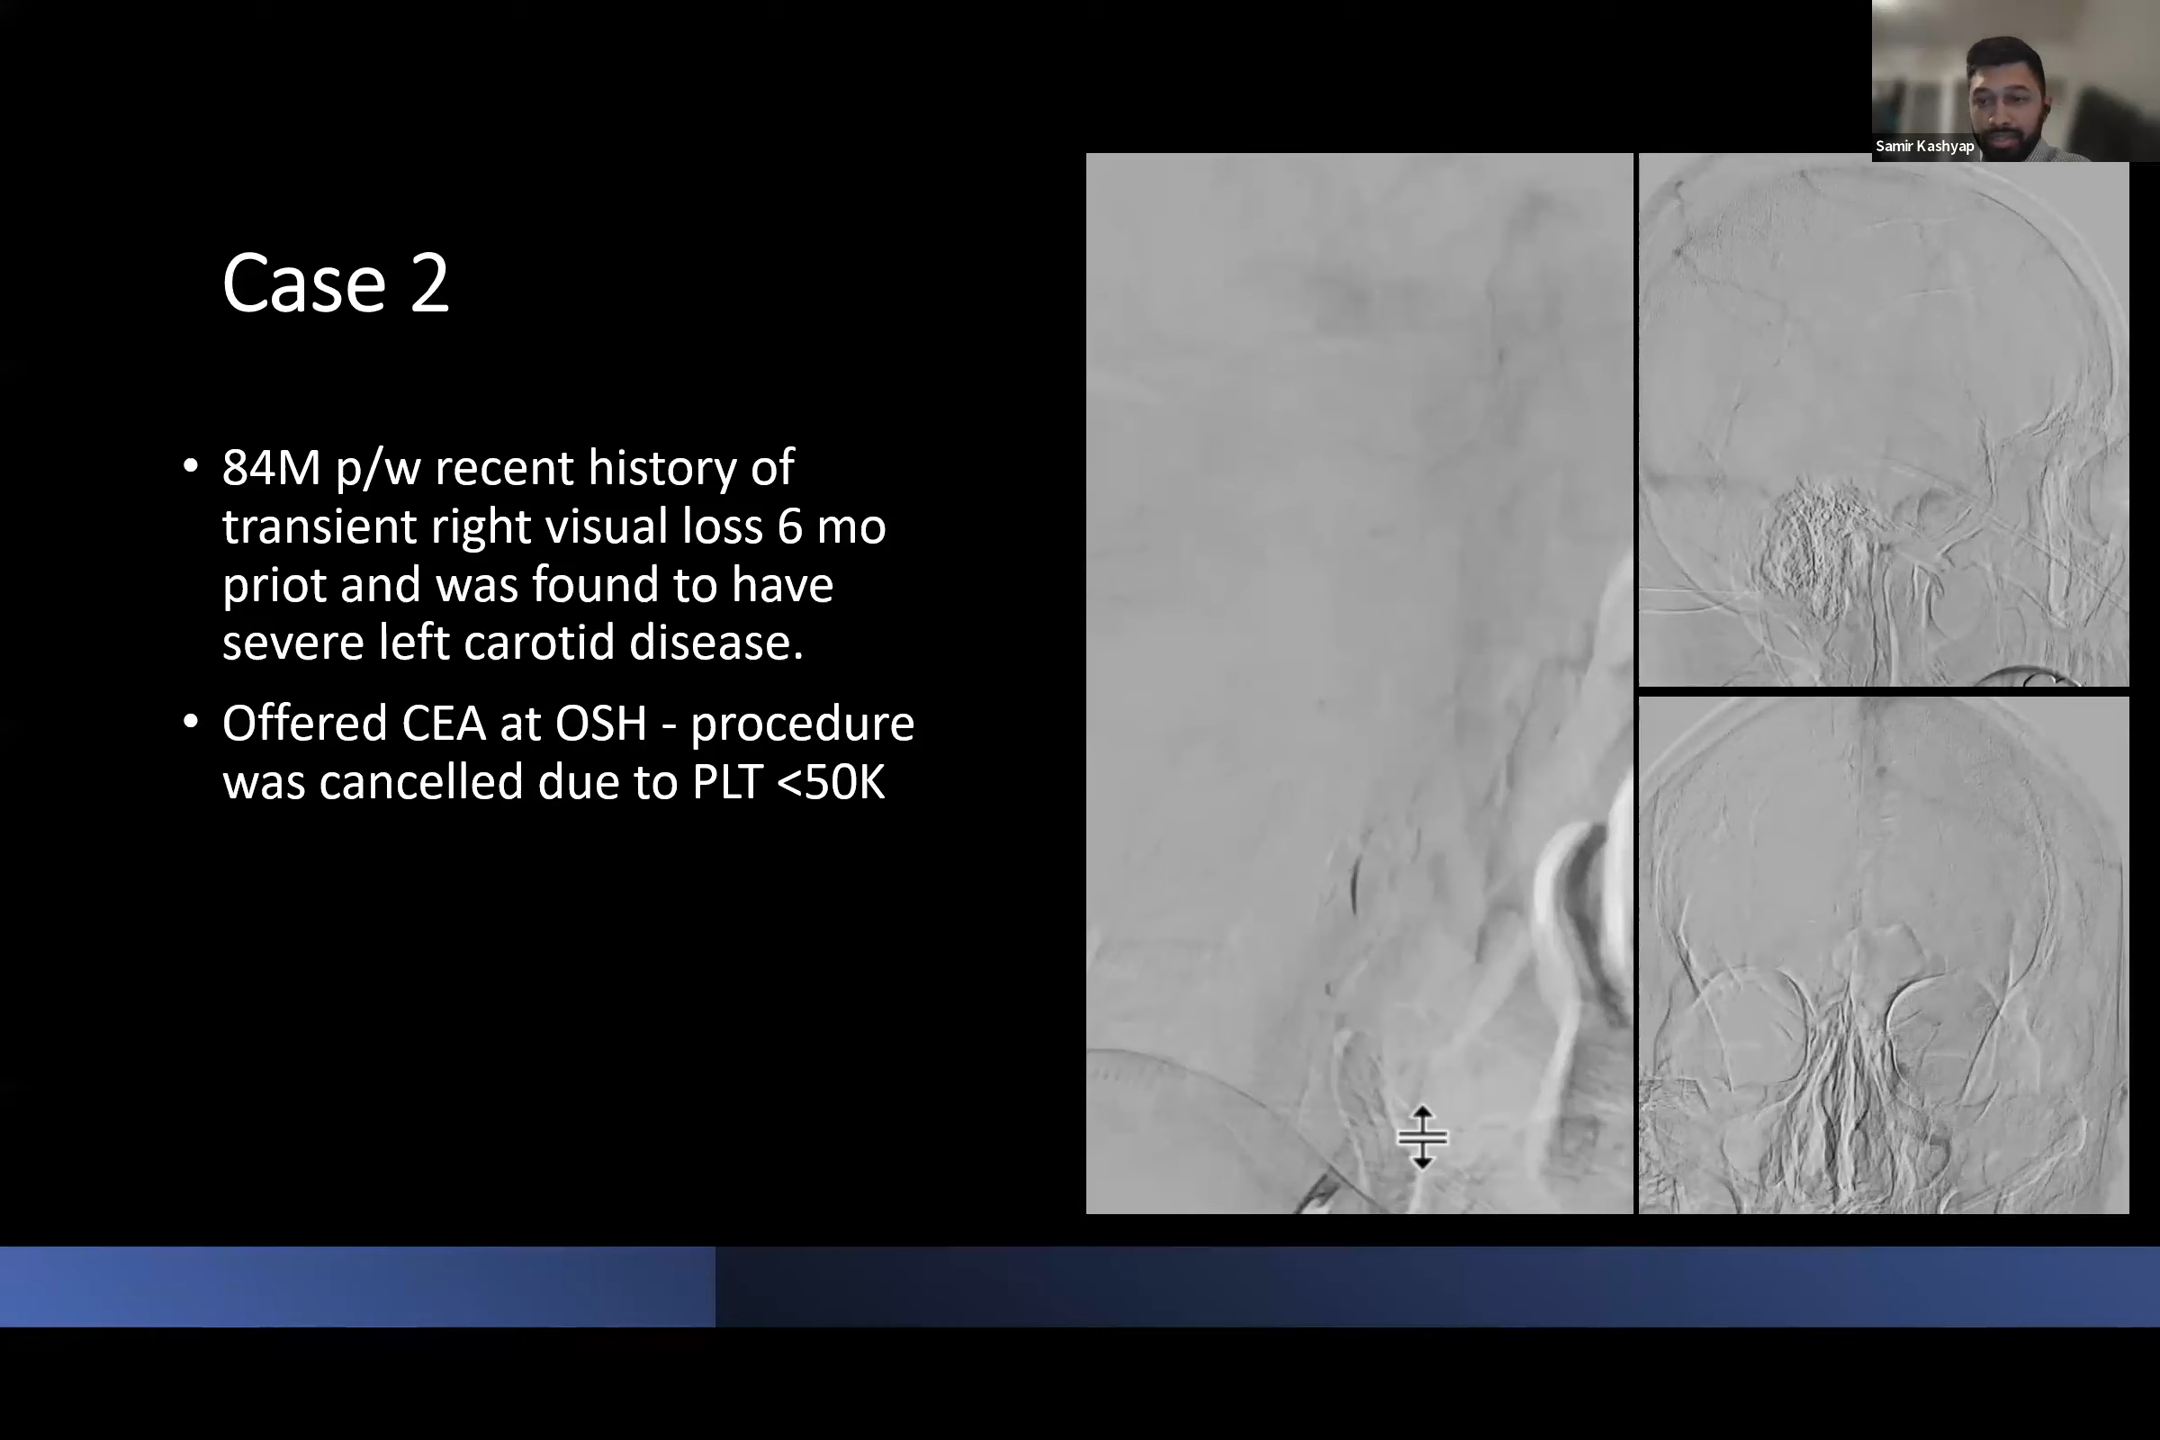 Samir Kashyap
Case 2
• 84M p/w recent history of
transient right visual loss 6 mo
priot and was found to have
severe left carotid disease.
• Offered CEA at OSH - procedure
was cancelled due to PLT <50K